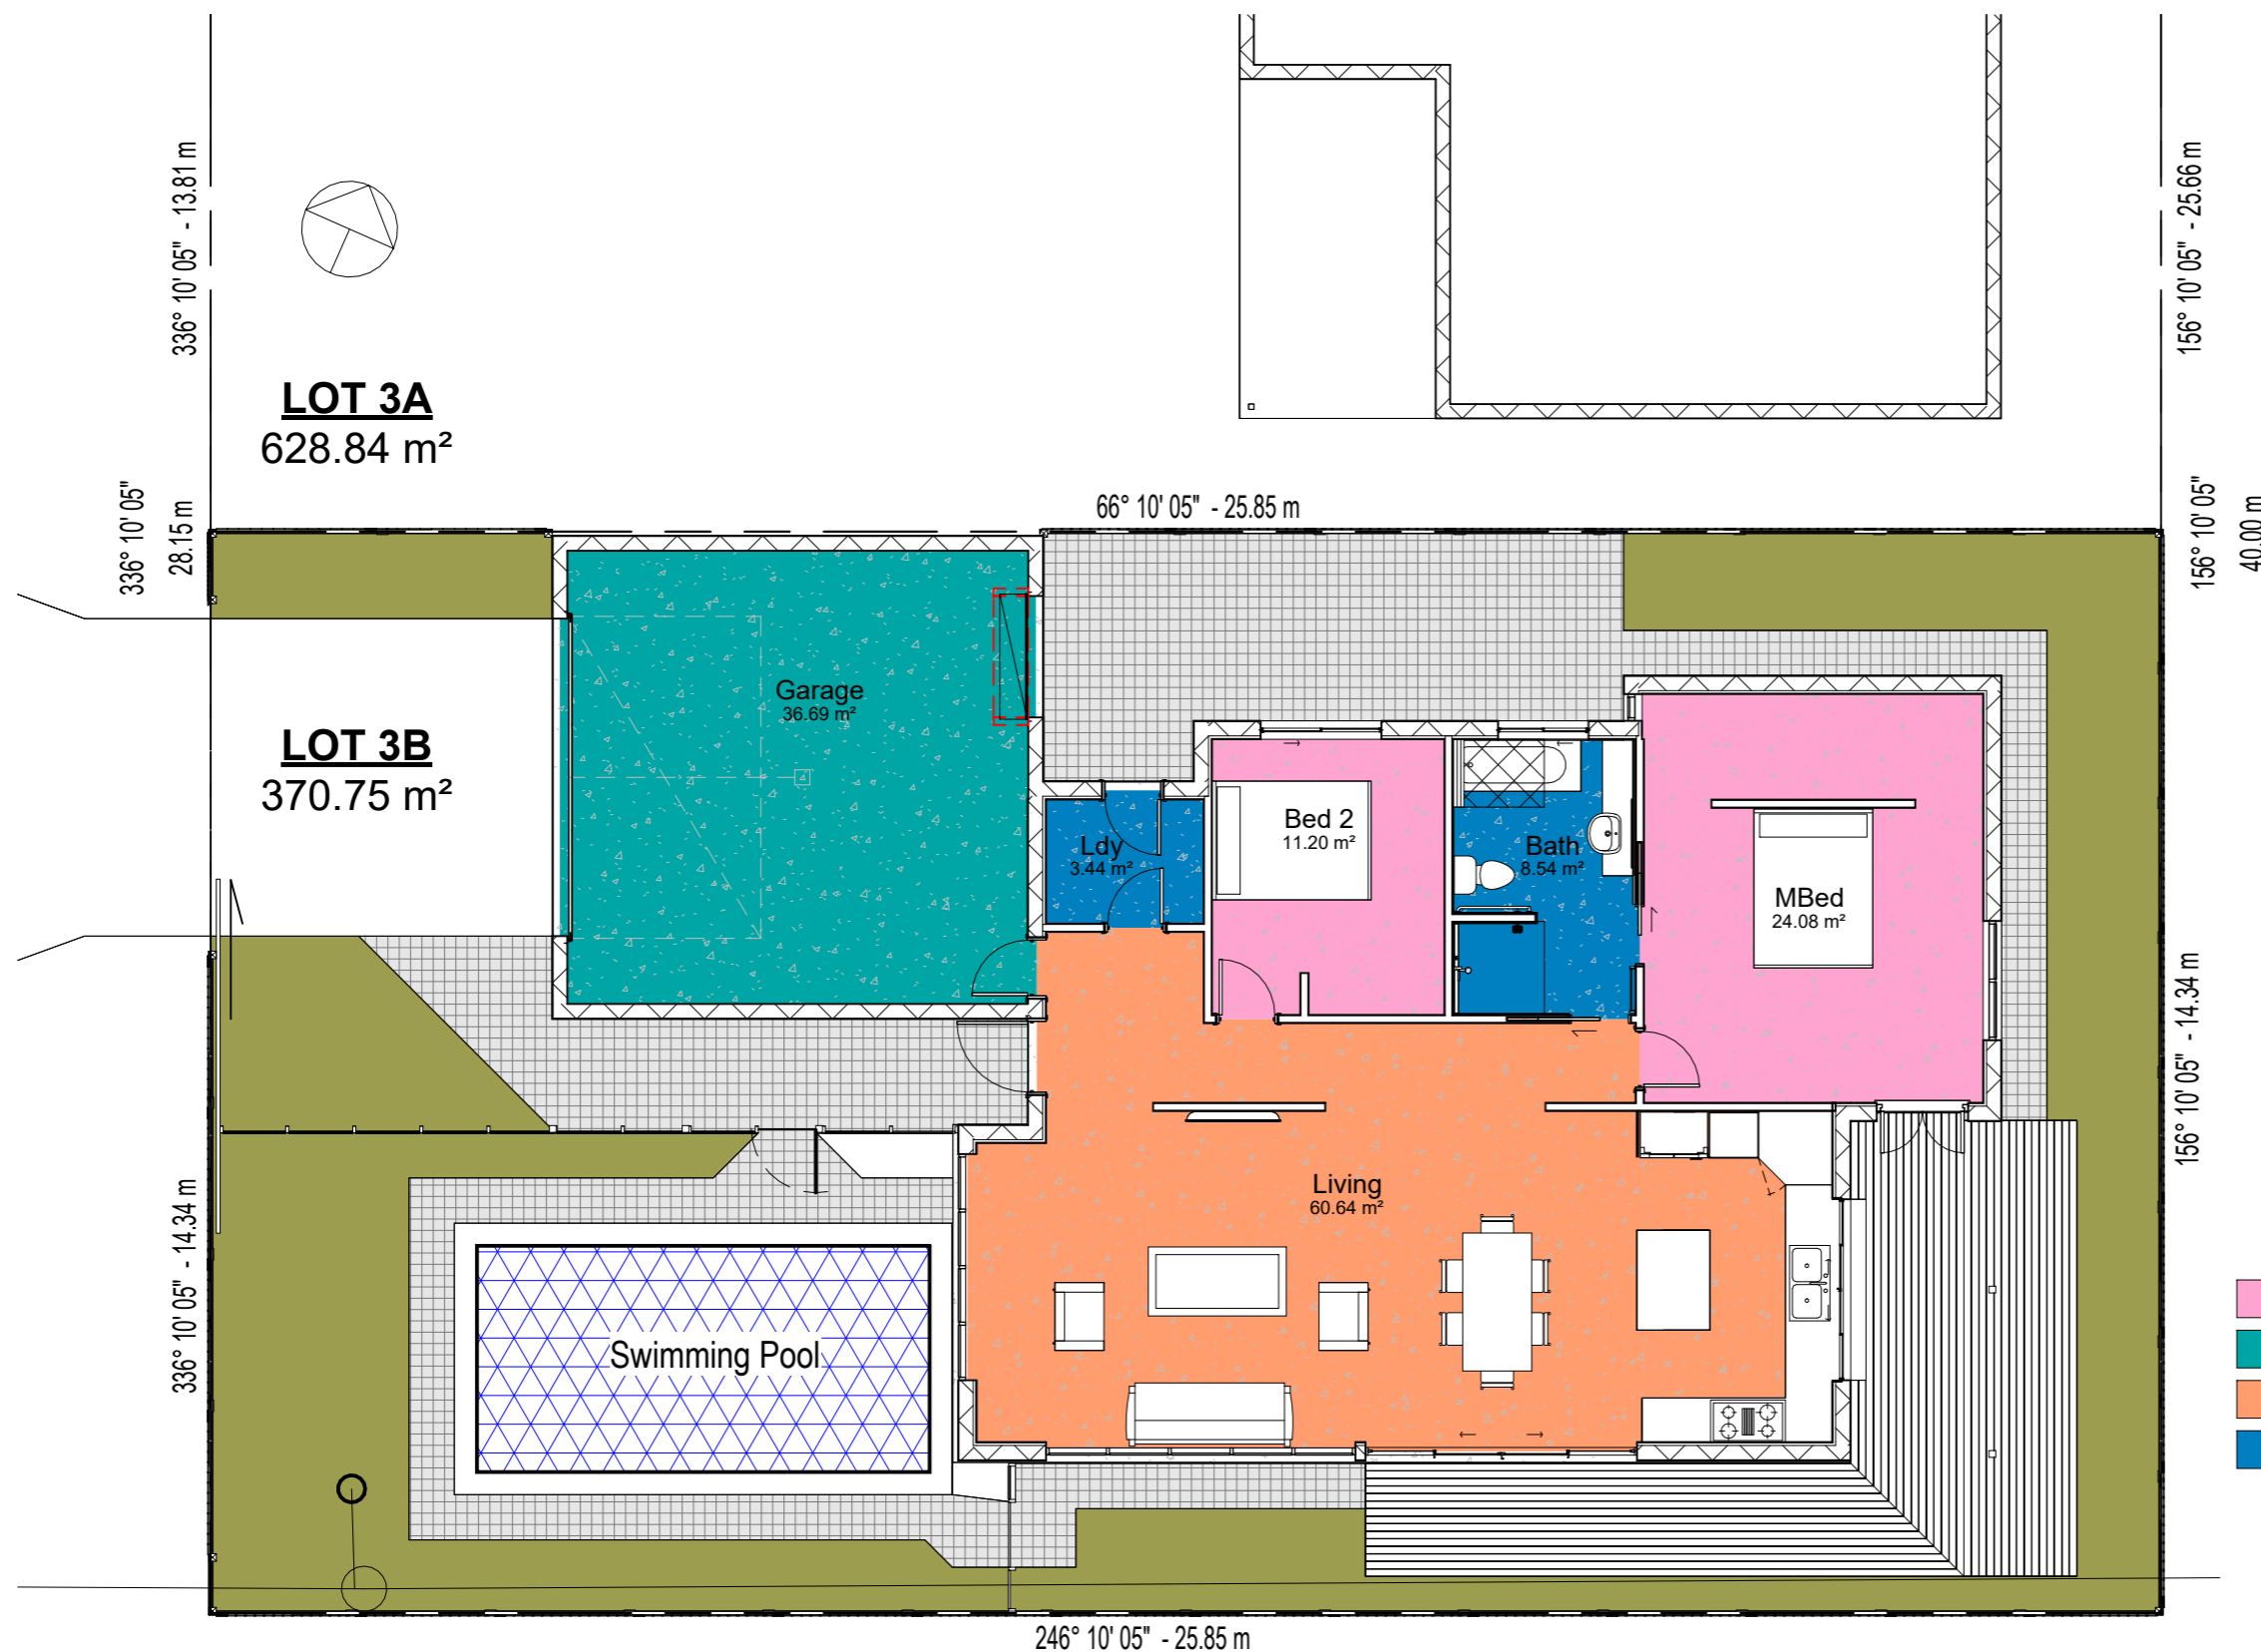 336° 10' 05"  - 13.81 m
156° 10' 05"  - 25.66 m
LOT 3A
628.84 m²
336° 10' 05"
28.15 m
66° 10' 05"  - 25.85 m
156° 10' 05"
40.00 m
Garage
36.69 m²
LOT 3B
370.75 m²
Ldy
3.44 m²
Bed 2
11.20 m²
Bath
8.54 m²
MBed
24.08 m²
156° 10' 05"  - 14.34 m
336° 10' 05"  - 14.34 m
Living
60.64 m²
Swimming Pool
246° 10' 05"  - 25.85 m